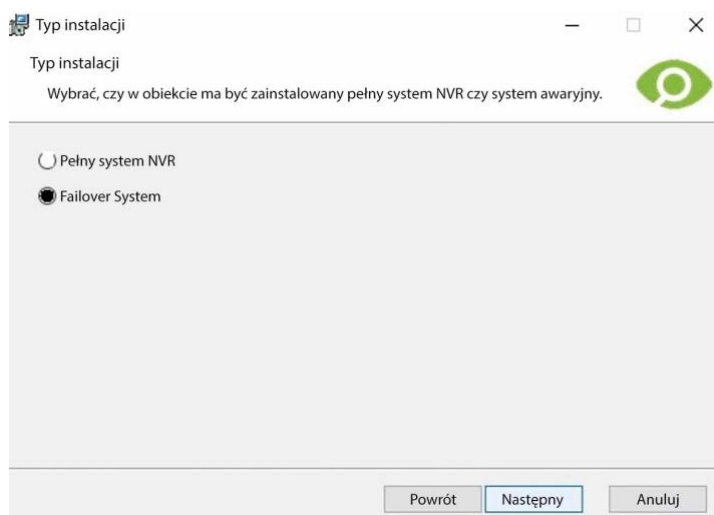 Typ instalacji
Typ instalacji
Wybrać, czy w obiekcie ma być zainstalowany pełny system NVR czy system awaryjny.
Pełny system NVR
Failover System
Powrót Następny Anuluj